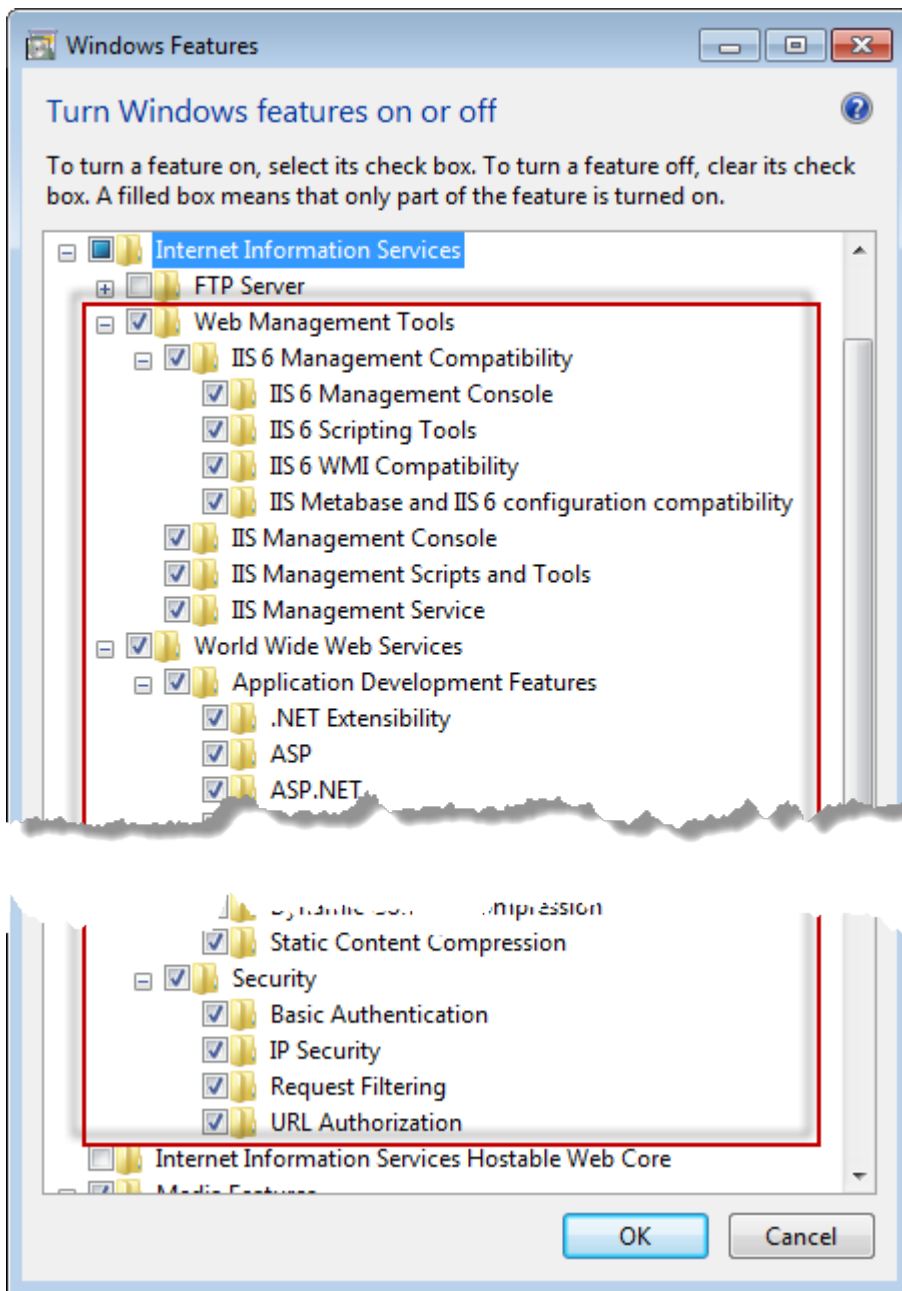 Windows Features
Turn Windows features on or off
To turn a feature on, select its check box. To turn a feature off, clear its check
box. A filled box means that only part of the feature is turned on.
Internet Information Services
FTP Server
Web Management Tools
IIS 6 Management Compatibility
IIS 6 Management Console
IIS 6 Scripting Tools
IIS 6 WMI Compatibility
IIS Metabase and IIS 6 configuration compatibility
IIS Management Console
IIS Management Scripts and Tools
IIS Management Service
World Wide Web Services
Application Development Features
.NET Extensibility
ASP
ASP.NET
Static Content Compression
Security
Basic Authentication
IP Security
Request Filtering
URL Authorization
Internet Information Services Hostable Web Core
Media Features
OK
Cancel